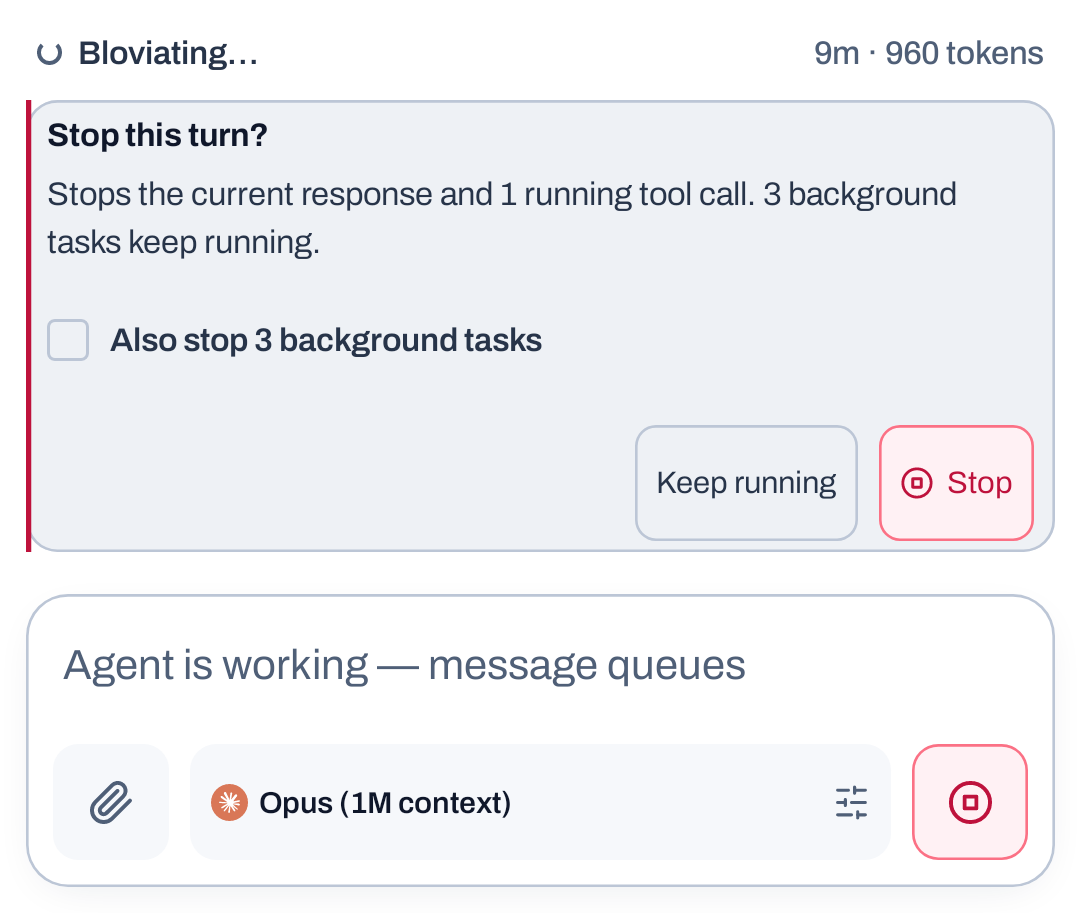 Bloviating...
9m · 960 tokens
Stop this turn?
Stops the current response and 1 running tool call. 3 background
tasks keep running.
Also stop 3 background tasks
Keep running
Stop
Agent is working — message queues
Opus (1M context)